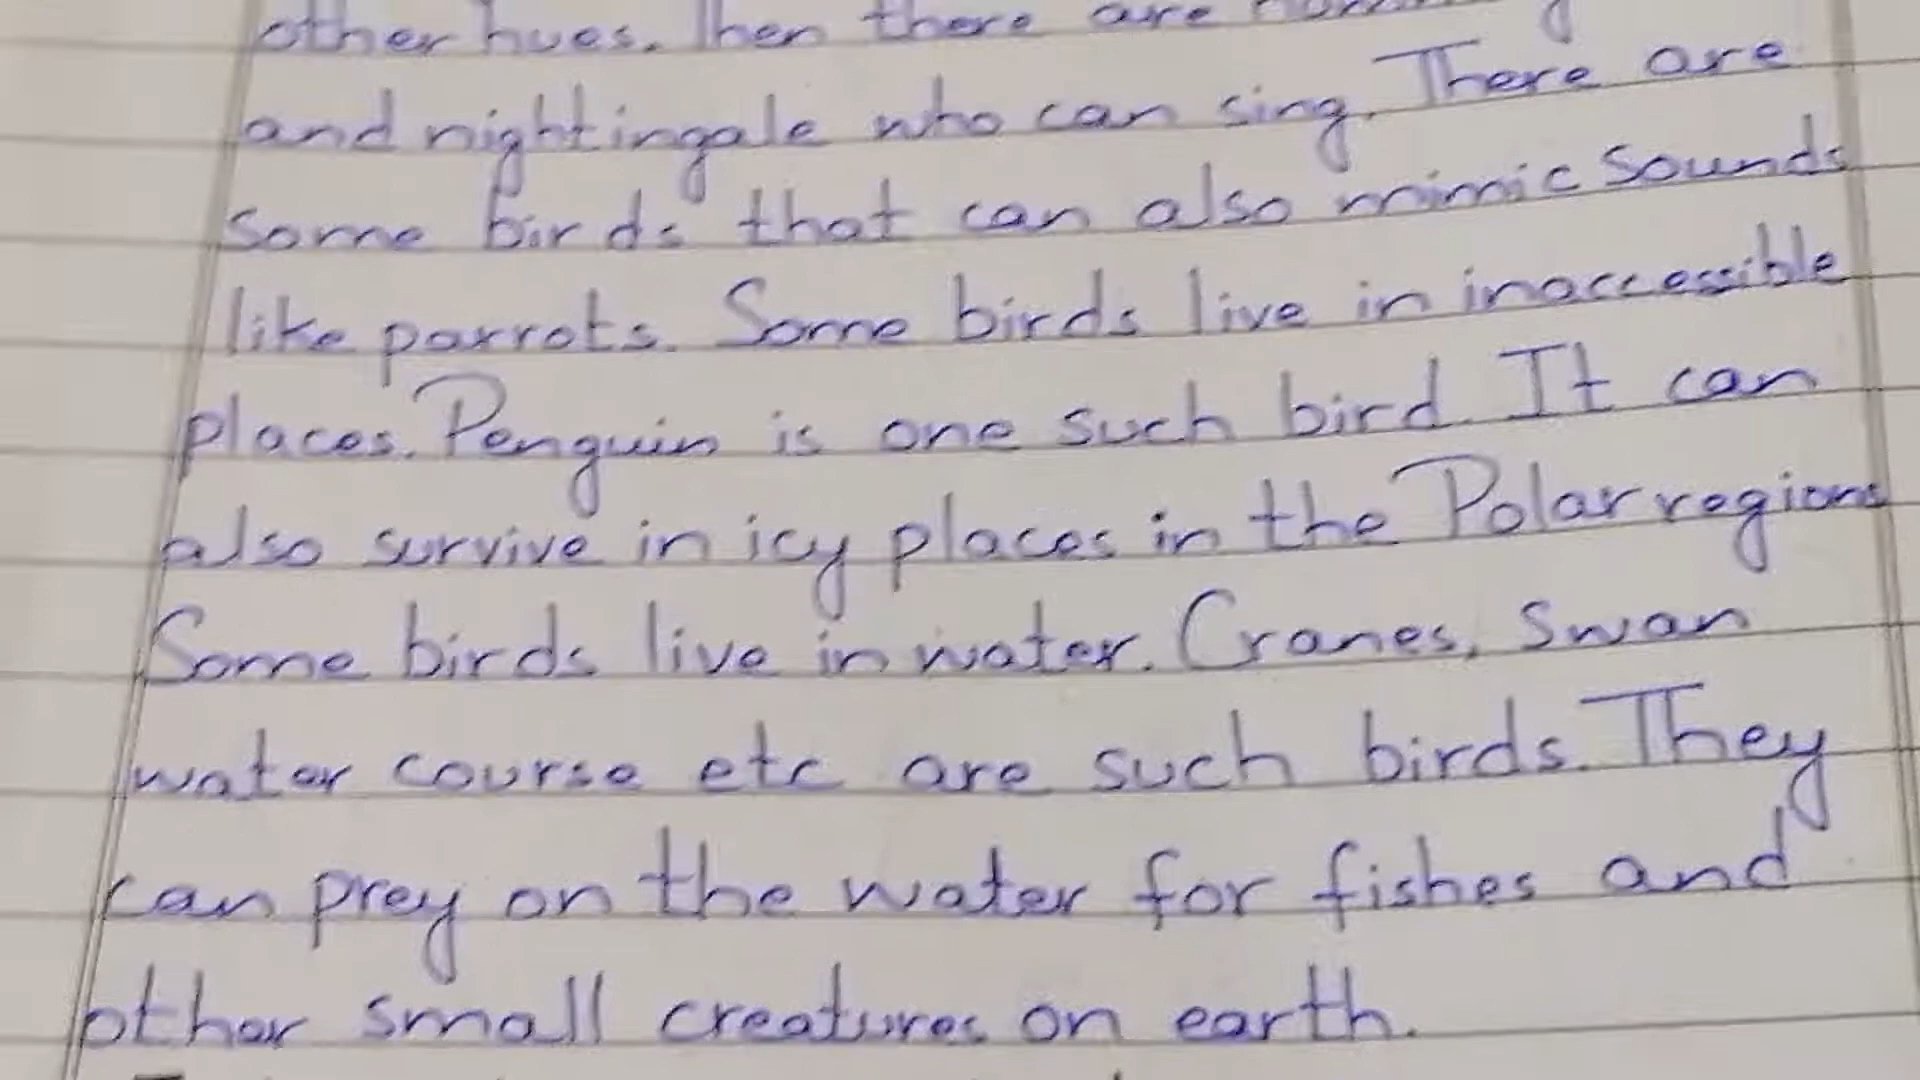 other hues. Then there are
and nightingale who can sing. There are
some birds that can also mimic sounds
like parrots. Some birds live in inaccessible
places. Penguin is one such bird. It can
also survive in icy places in the Polar regions
Some birds live in water. Cranes, swan
water course etc are such birds. They
can prey on the water for fishes and
other small creatures on earth.